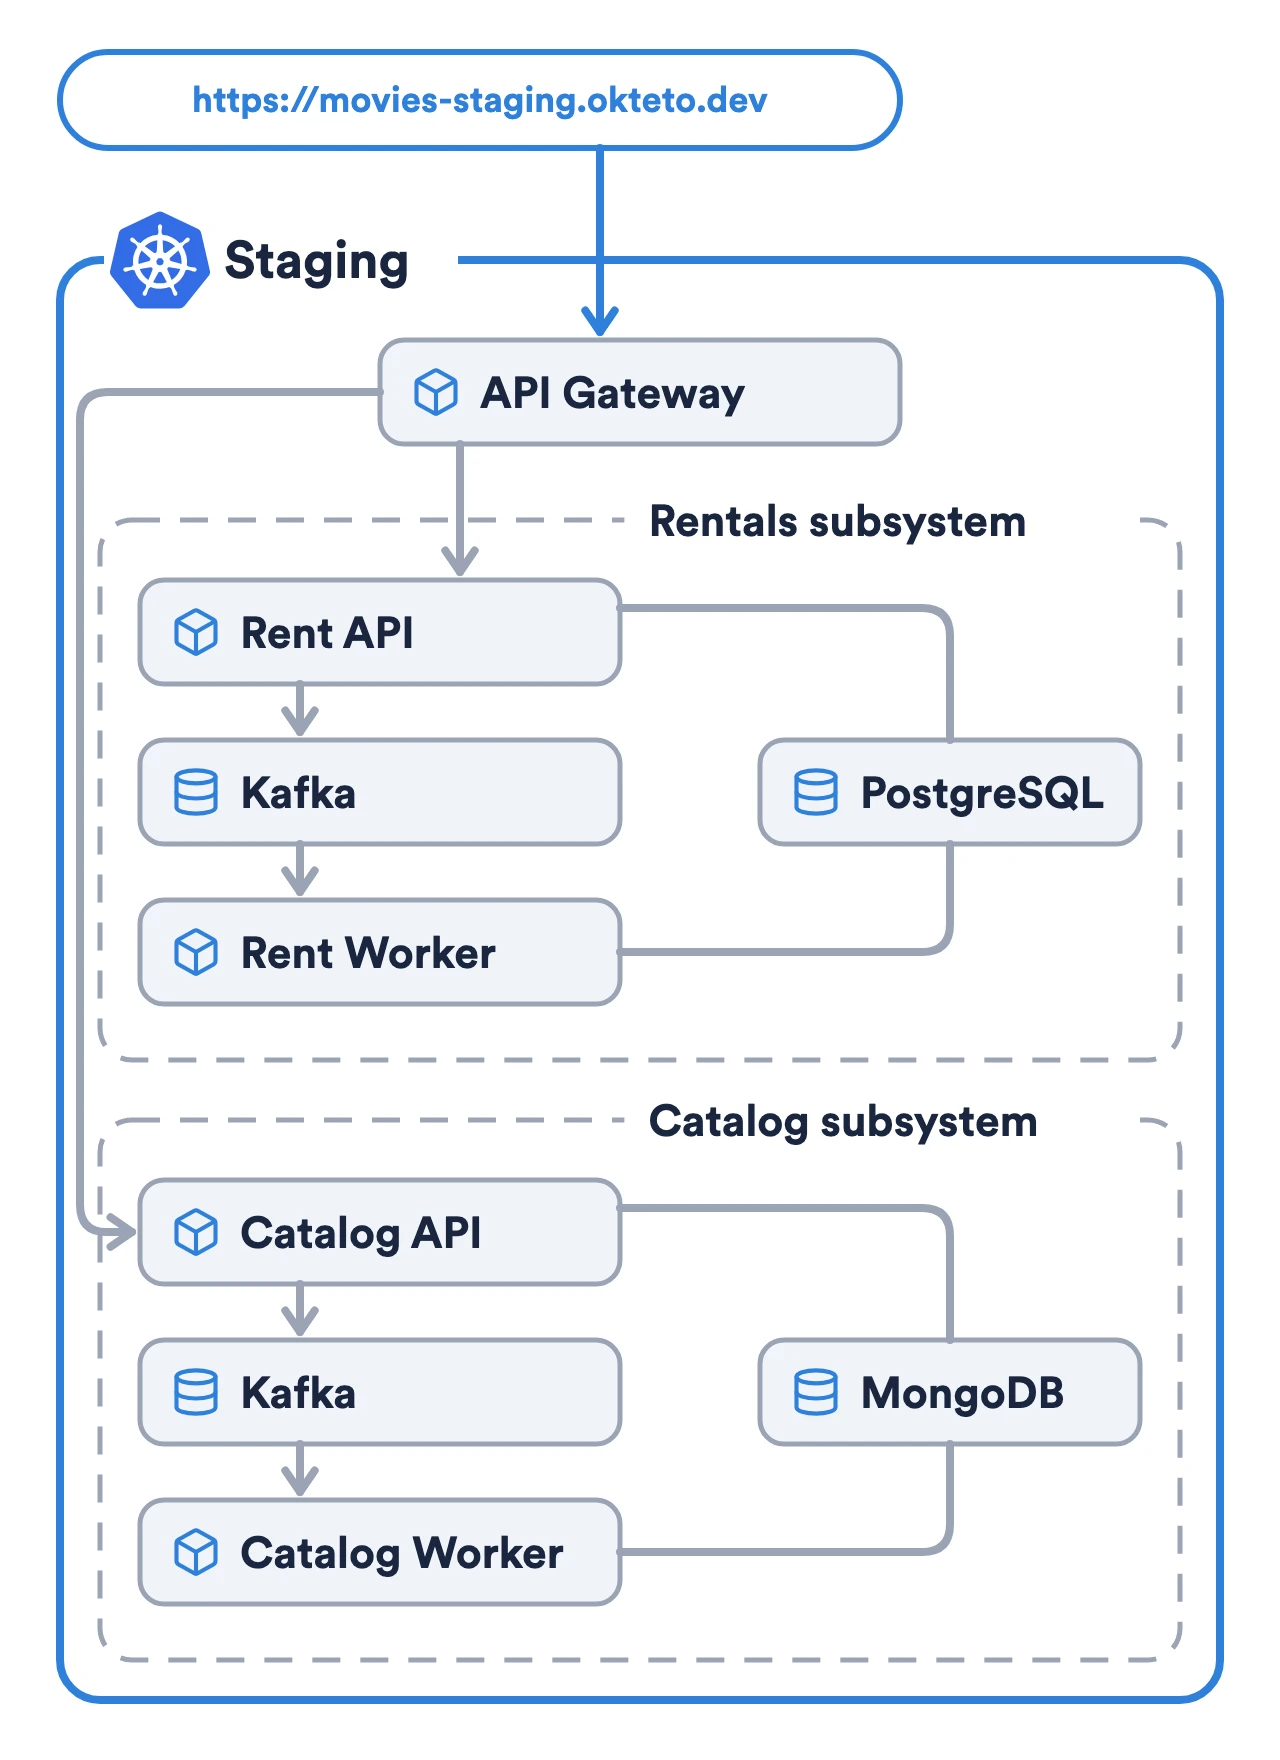 https://movies-staging.okteto.dev
Staging
API Gateway
Rentals subsystem
Rent API
Kafka
PostgreSQL
Rent Worker
Catalog subsystem
Catalog API
Kafka
MongoDB
Catalog Worker